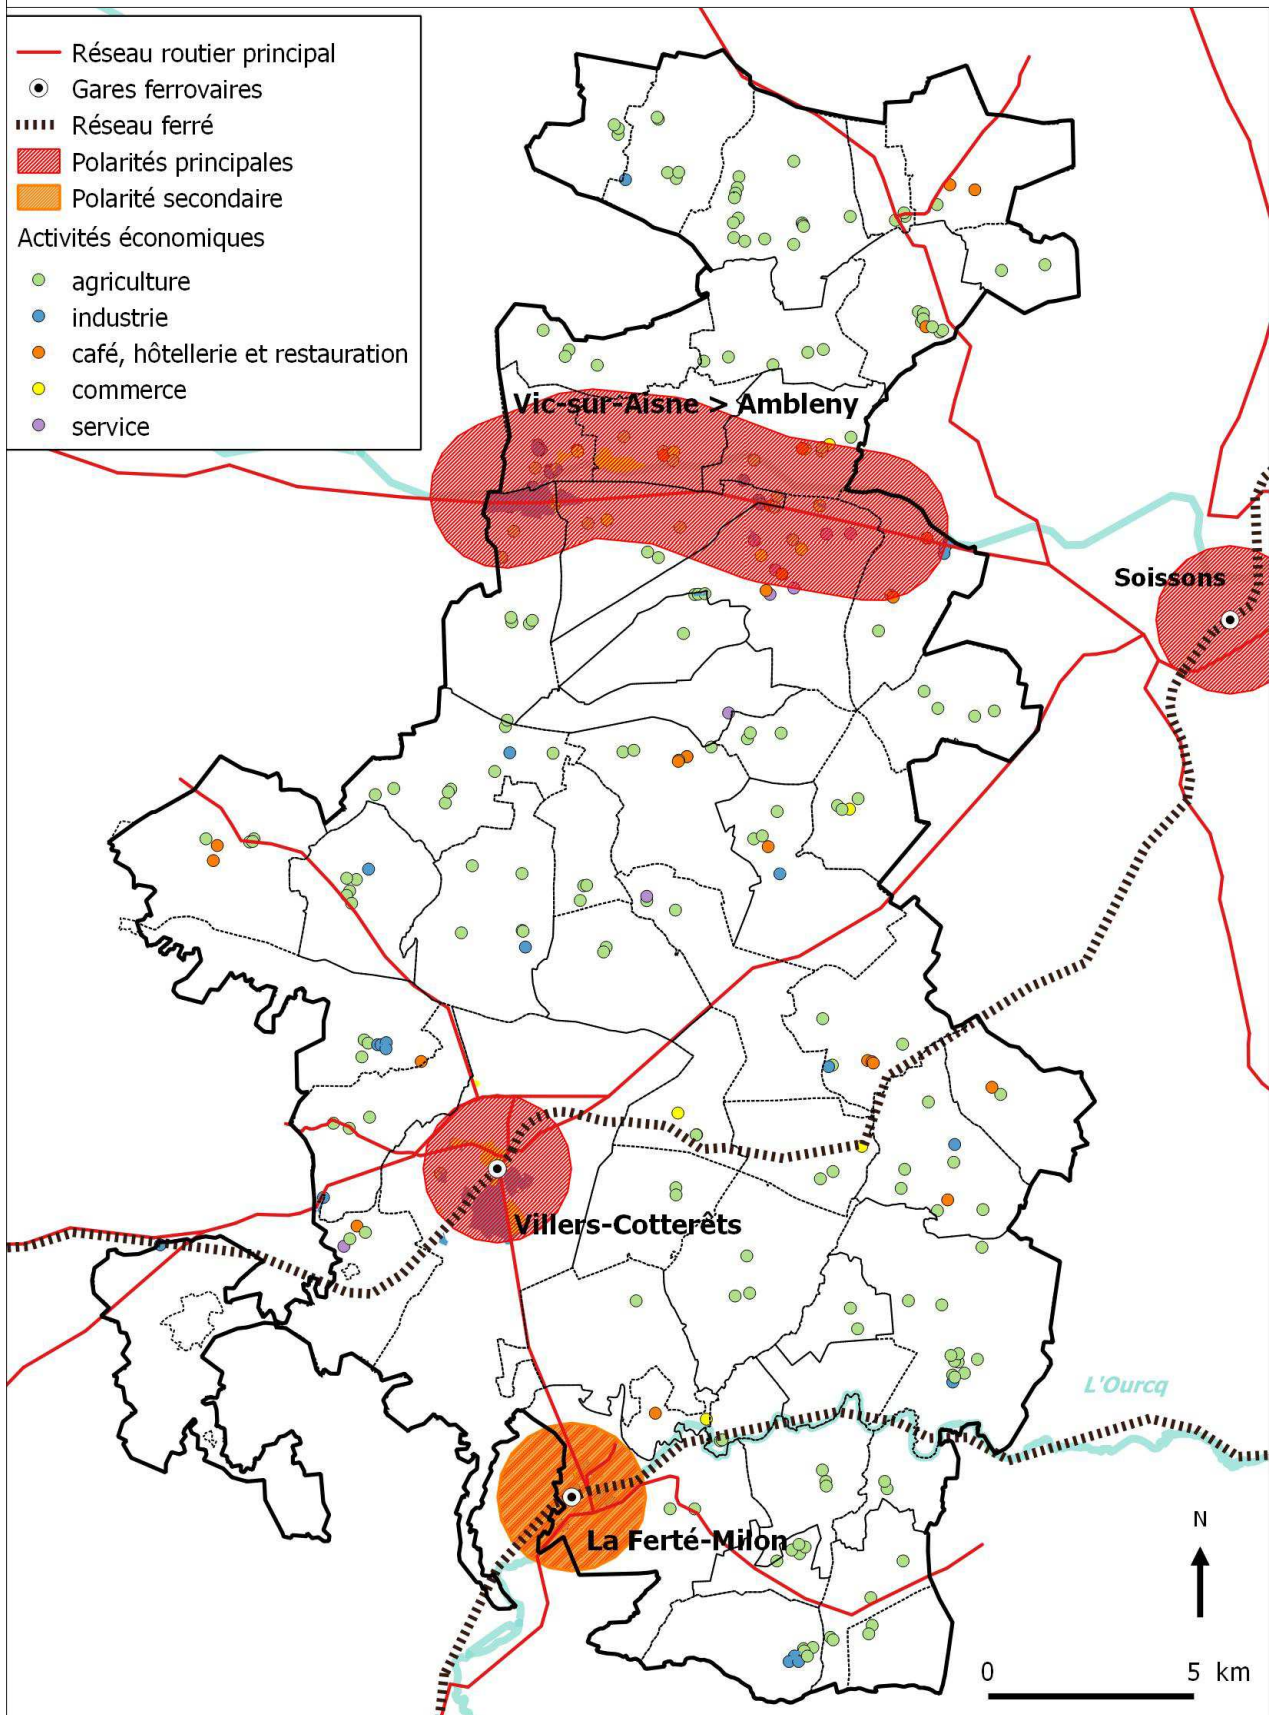 Réseau routier principal
Gares ferrovaires
Réseau ferré
Polarités principales
Polarité secondaire
Activités économiques
agriculture
industrie
café, hôtellerie et restauration
commerce
service
Vic-sur-Aisne > Ambleny
Soissons
Villers-Cotterêts
L'Ourcq
La Ferté-Milon
N
0 5 km